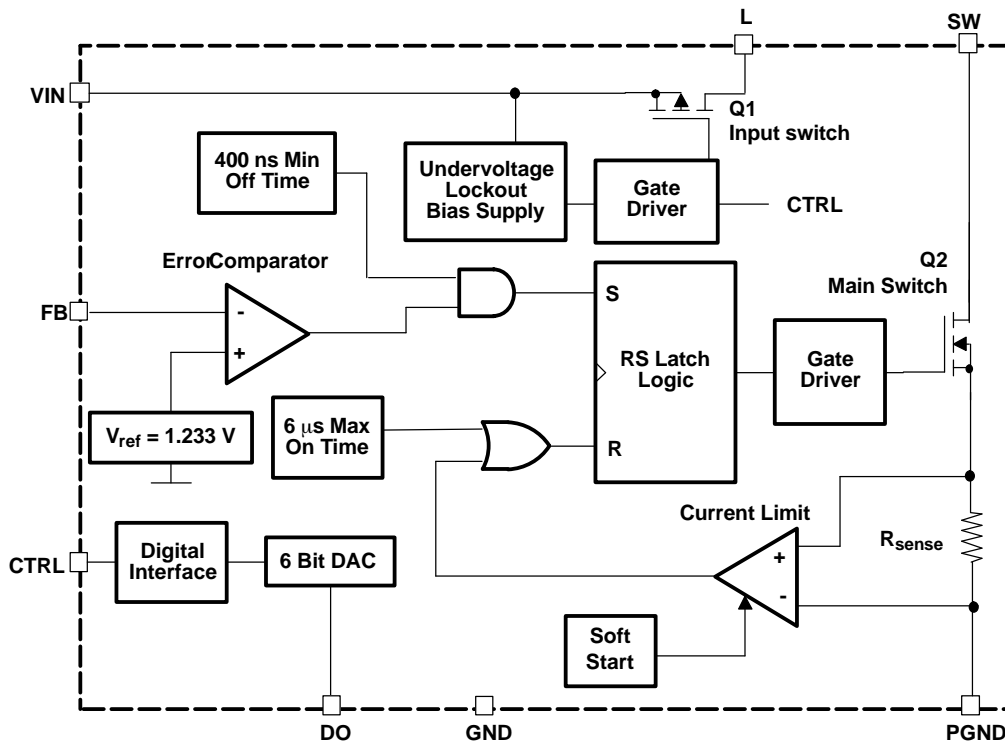 L
SW
VIN
Q1
Input switch
400 ns Min
Off Time
Undervoltage
Lockout
Bias Supply
Gate
Driver
CTRL
ErrorComparator
Q2
Main Switch
FB
-
+
S
RS Latch
Logic
R
Gate
Driver
Vref = 1.233 V
6 μs Max
On Time
Current Limit
+
-
Rsense
CTRL
Digital
Interface
6 Bit DAC
Soft
Start
DO
GND
PGND